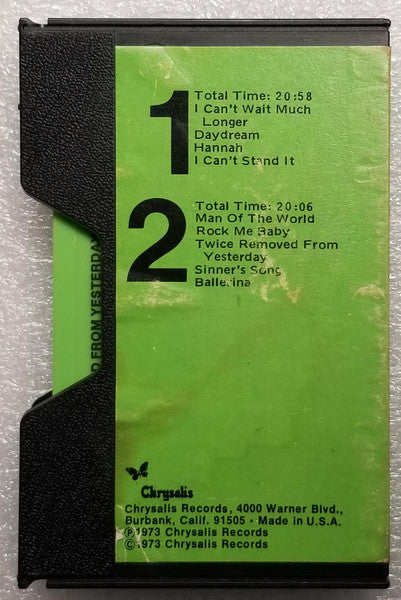 1
Total Time: 20:58
I Can't Wait Much
Longer
Daydream
Hannah
I Can't Stand It
2
Total Time: 20:06
Man Of The World
Rock Me Baby
Twice Removed From
Yesterday
Sinner's Song
Ballerina
D FROM YESTERDAY
Chrysalis
Chrysalis Records, 4000 Warner Blvd.,
Burbank, Calif. 91505 • Made in U.S.A.
℗1973 Chrysalis Records
©1973 Chrysalis Records